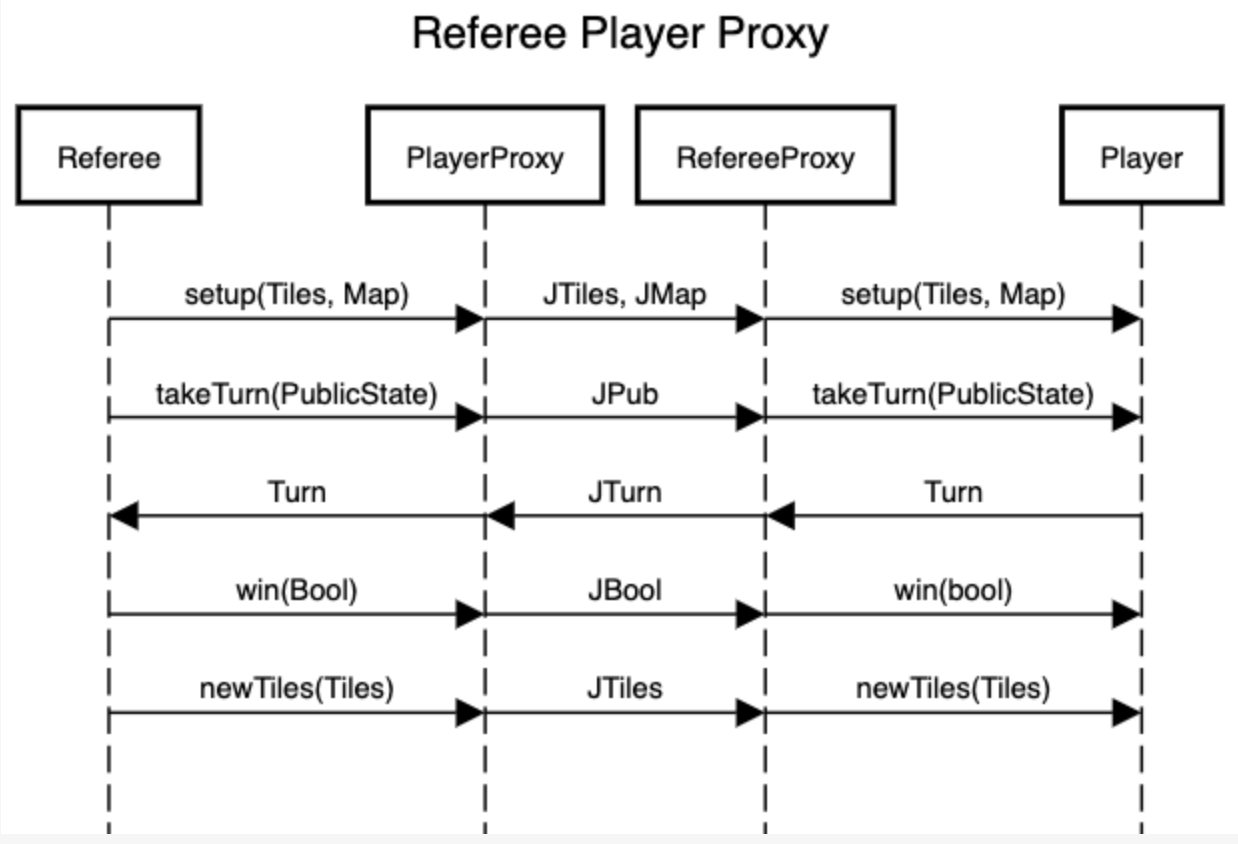 Referee Player Proxy
Referee PlayerProxy RefereeProxy Player
setup(Tiles, Map) JTiles, JMap setup(Tiles, Map)
takeTurn(PublicState) JPub takeTurn(PublicState)
Turn JTurn Turn
win(Bool) JBool win(bool)
newTiles(Tiles) JTiles newTiles(Tiles)